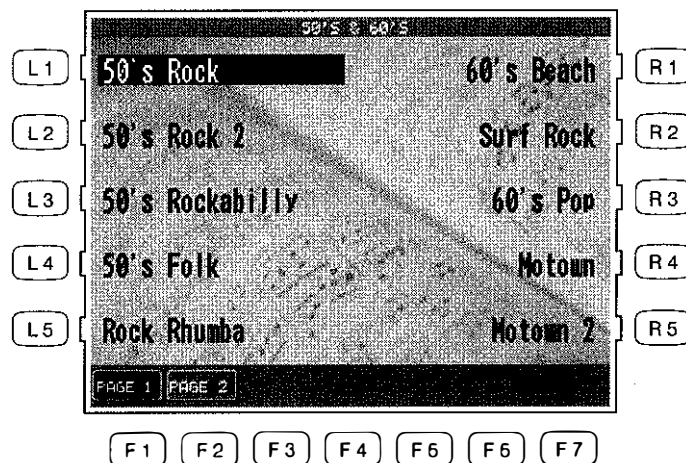 50'S & 60'S
L1 50's Rock 60's Beach R1
L2 50's Rock 2 Surf Rock R2
L3 50's Rockabilly 60's Pop R3
L4 50's Folk Motown R4
L5 Rock Rhumba Motown 2 R5
PAGE 1 PAGE 2
F1 F2 F3 F4 F6 F6 F7